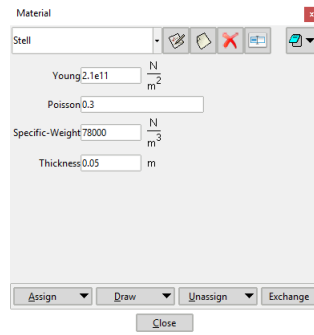 Material
x
Stell
Young 2.1e11 N/m²
Poisson 0.3
Specific-Weight 78000 N/m³
Thickness 0.05 m
Assign Draw Unassign Exchange
Close